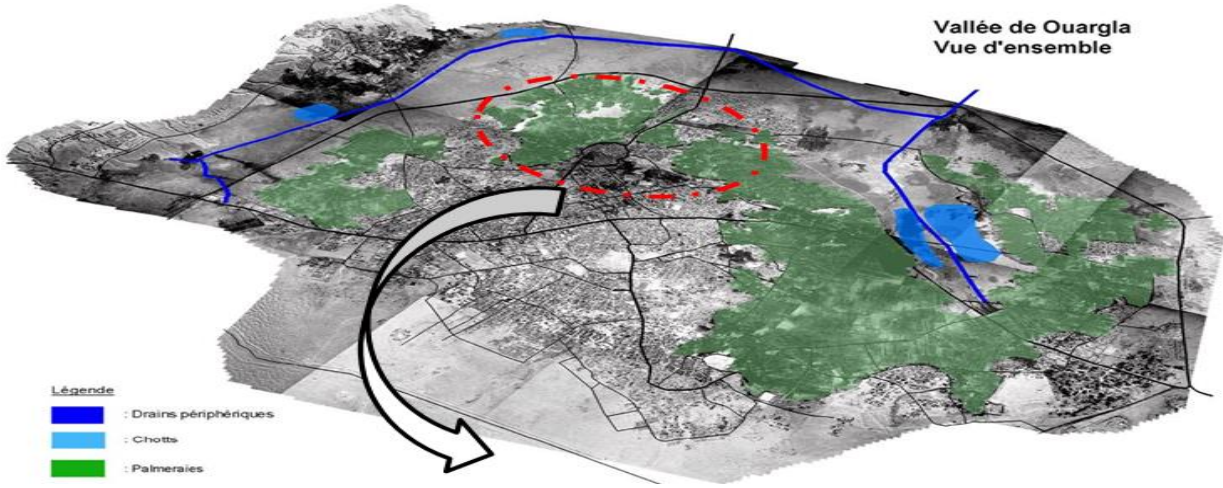 Vallée de Ouargla
Vue d'ensemble
Légende
: Drains périphériques
: Chotts
: Palmeraies